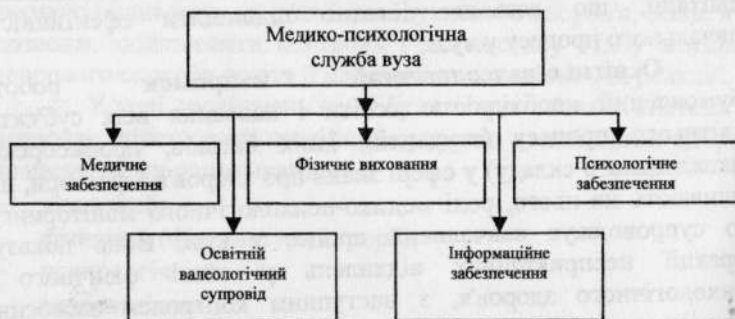 Медико-психологічна
служба вуза
Медичне
забезпечення
Фізичне виховання
Психологічне
забезпечення
Освітній
валеологічний
супровід
Інформаційне
забезпечення